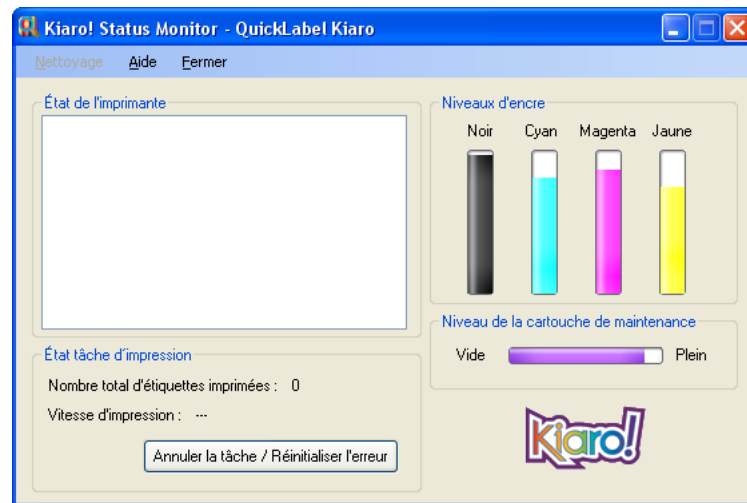 Kiaro! Status Monitor - QuickLabel Kiaro
Nettoyage Aide Fermer
État de l'imprimante
Niveaux d'encre
Noir Cyan Magenta Jaune
Niveau de la cartouche de maintenance
Vide Plein
État tâche d'impression
Nombre total d'étiquettes imprimées : 0
Vitesse d'impression : ---
Annuler la tâche / Réinitialiser l'erreur
Kiaro!